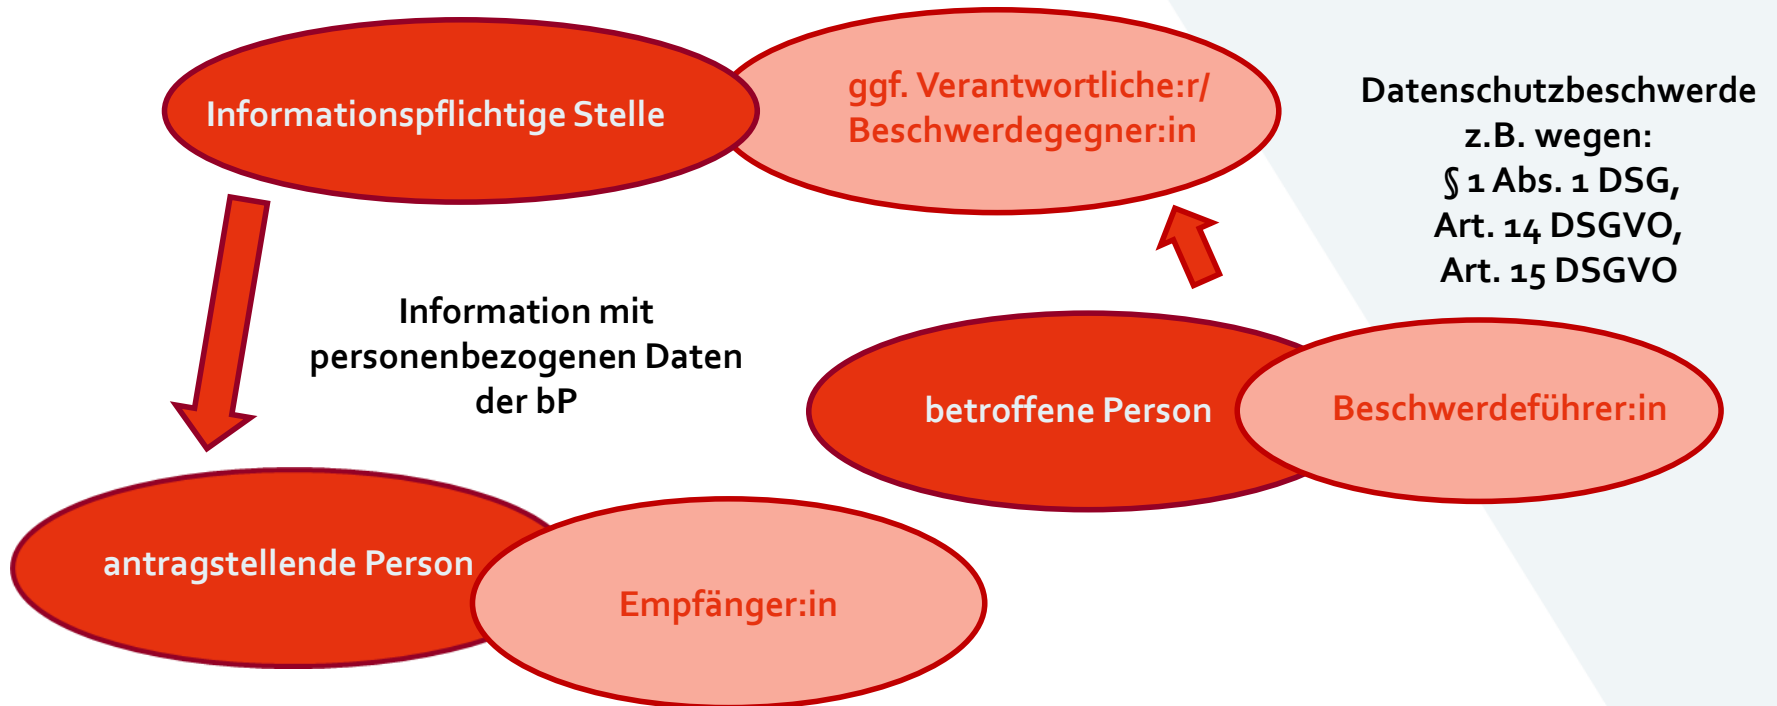 Informationspflichtige Stelle
ggf. Verantwortliche:r/
Beschwerdegegner:in
Datenschutzbeschwerde
z.B. wegen:
§ 1 Abs. 1 DSG,
Art. 14 DSGVO,
Art. 15 DSGVO
Information mit
personenbezogenen Daten
der bP
betroffene Person
Beschwerdeführer:in
antragstellende Person
Empfänger:in